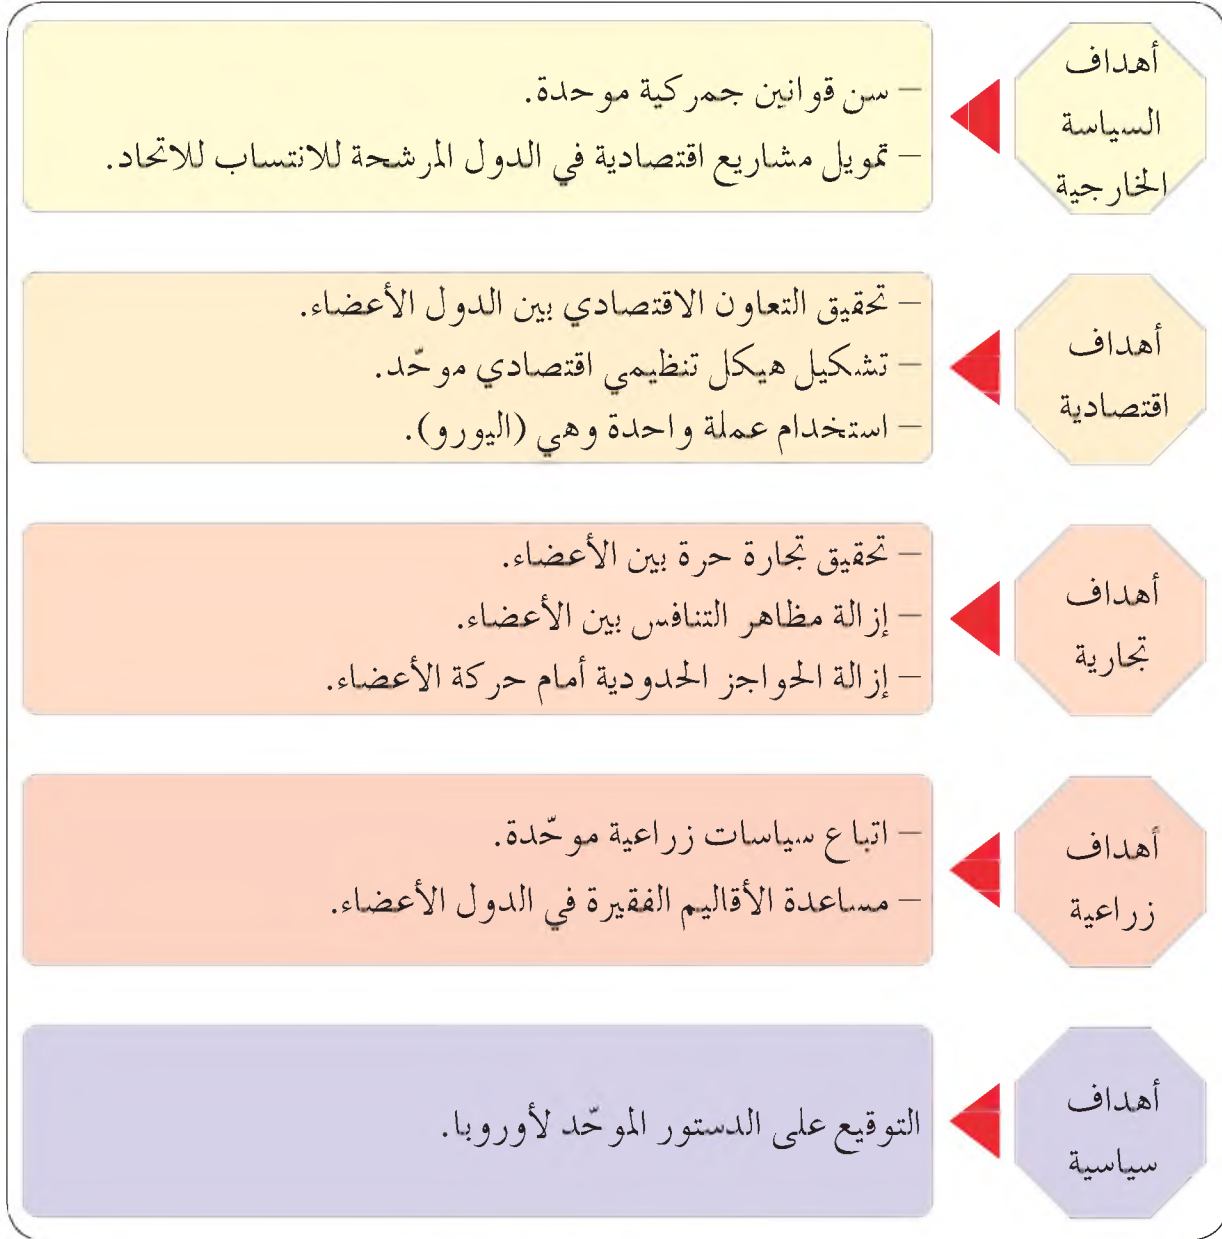 أهداف
السياسة
الخارجية
– سن قوانين جمركية موحدة.
– تمويل مشاريع اقتصادية في الدول المرشحة للانتساب للاتحاد.
أهداف
اقتصادية
– تحقيق التعاون الاقتصادي بين الدول الأعضاء.
– تشكيل هيكل تنظيمي اقتصادي موحّد.
– استخدام عملة واحدة وهي (اليورو).
أهداف
تجارية
– تحقيق تجارة حرة بين الأعضاء.
– إزالة مظاهر التنافس بين الأعضاء.
– إزالة الحواجز الحدودية أمام حركة الأعضاء.
أهداف
زراعية
– اتباع سياسات زراعية موحّدة.
– مساعدة الأقاليم الفقيرة في الدول الأعضاء.
أهداف
سياسية
التوقيع على الدستور الموحّد لأوروبا.